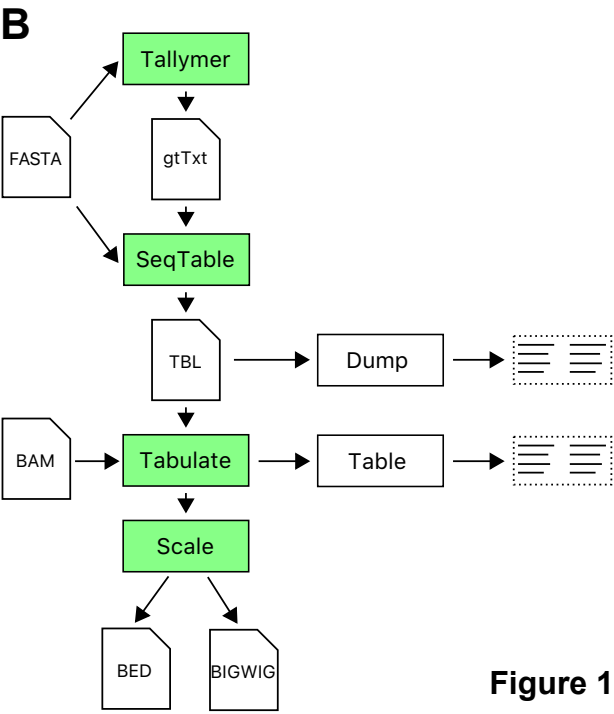 B
Tallymer
FASTA
gtTxt
SeqTable
TBL
Dump
BAM
Tabulate
Table
Scale
BED
BIGWIG
Figure 1